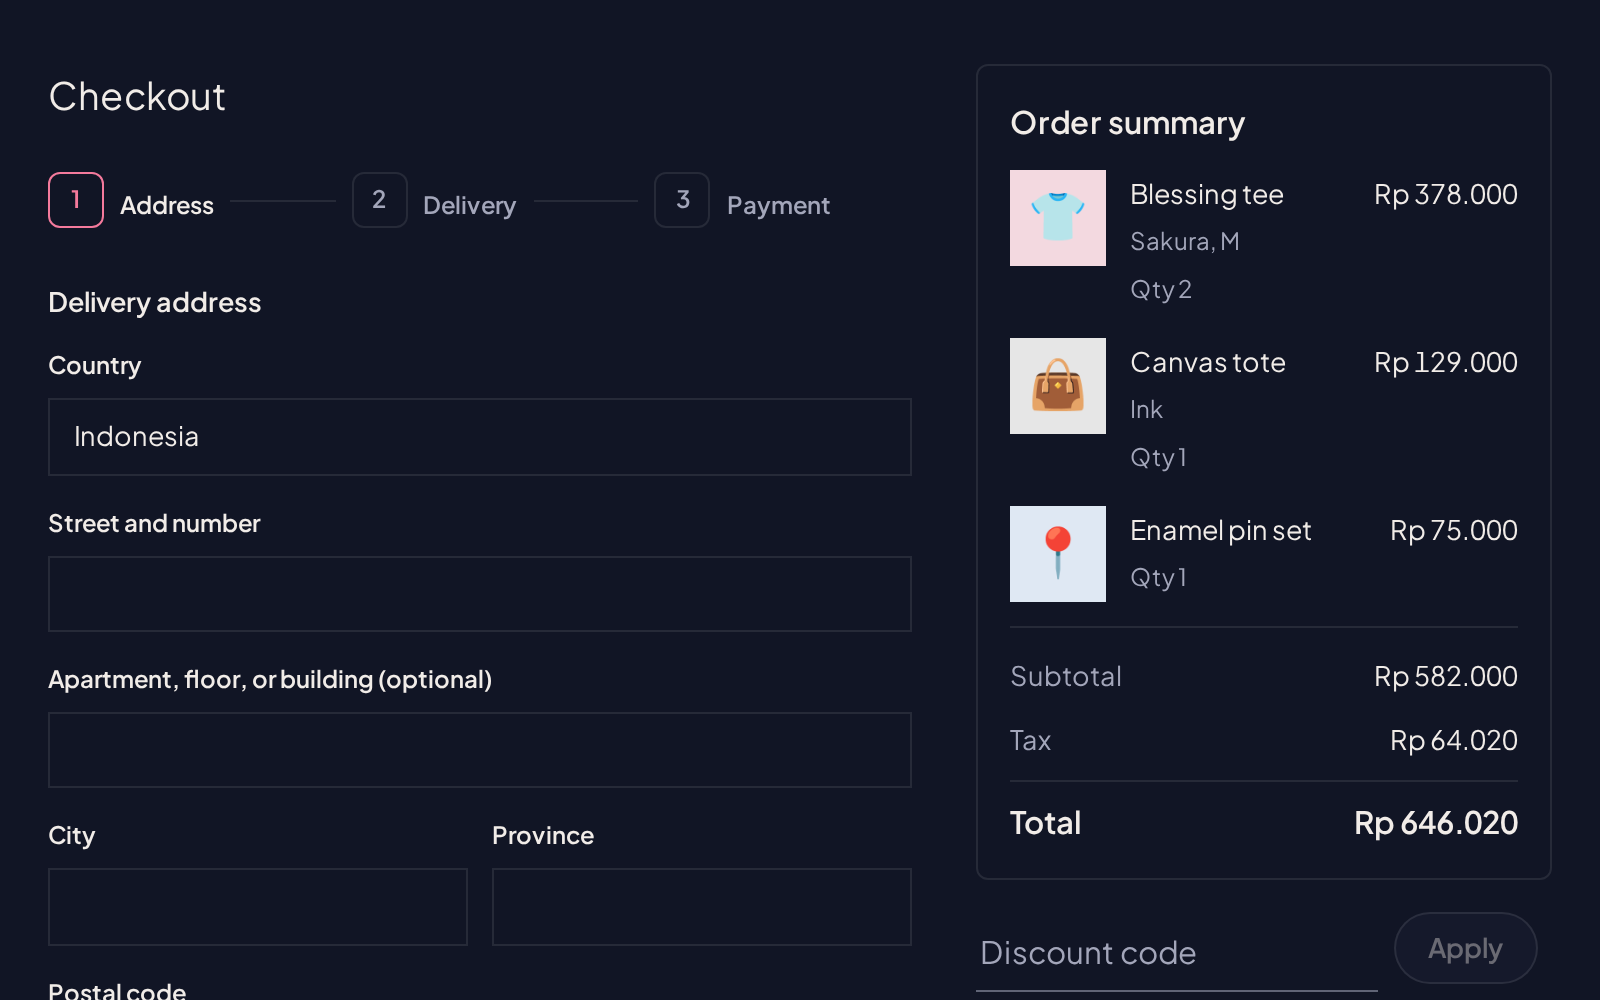 Checkout
1 Address 2 Delivery 3 Payment
Delivery address
Country
Indonesia
Street and number
Apartment, floor, or building (optional)
City Province
Postal code
Order summary
Blessing tee Rp 378.000
Sakura, M
Qty 2
Canvas tote Rp 129.000
Ink
Qty 1
Enamel pin set Rp 75.000
Qty 1
Subtotal Rp 582.000
Tax Rp 64.020
Total Rp 646.020
Discount code Apply